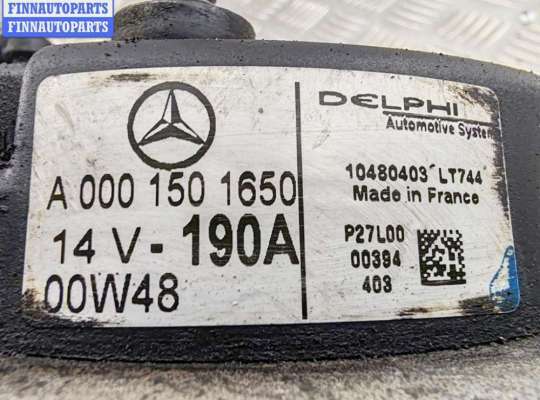 FINNAUTOPARTS
FINNAUTOPARTS
A 000 150 1650
14 V - 190A
00W48
DELPHI
Automotive System
10480403 LT744
Made in France
P27L00
00394
403